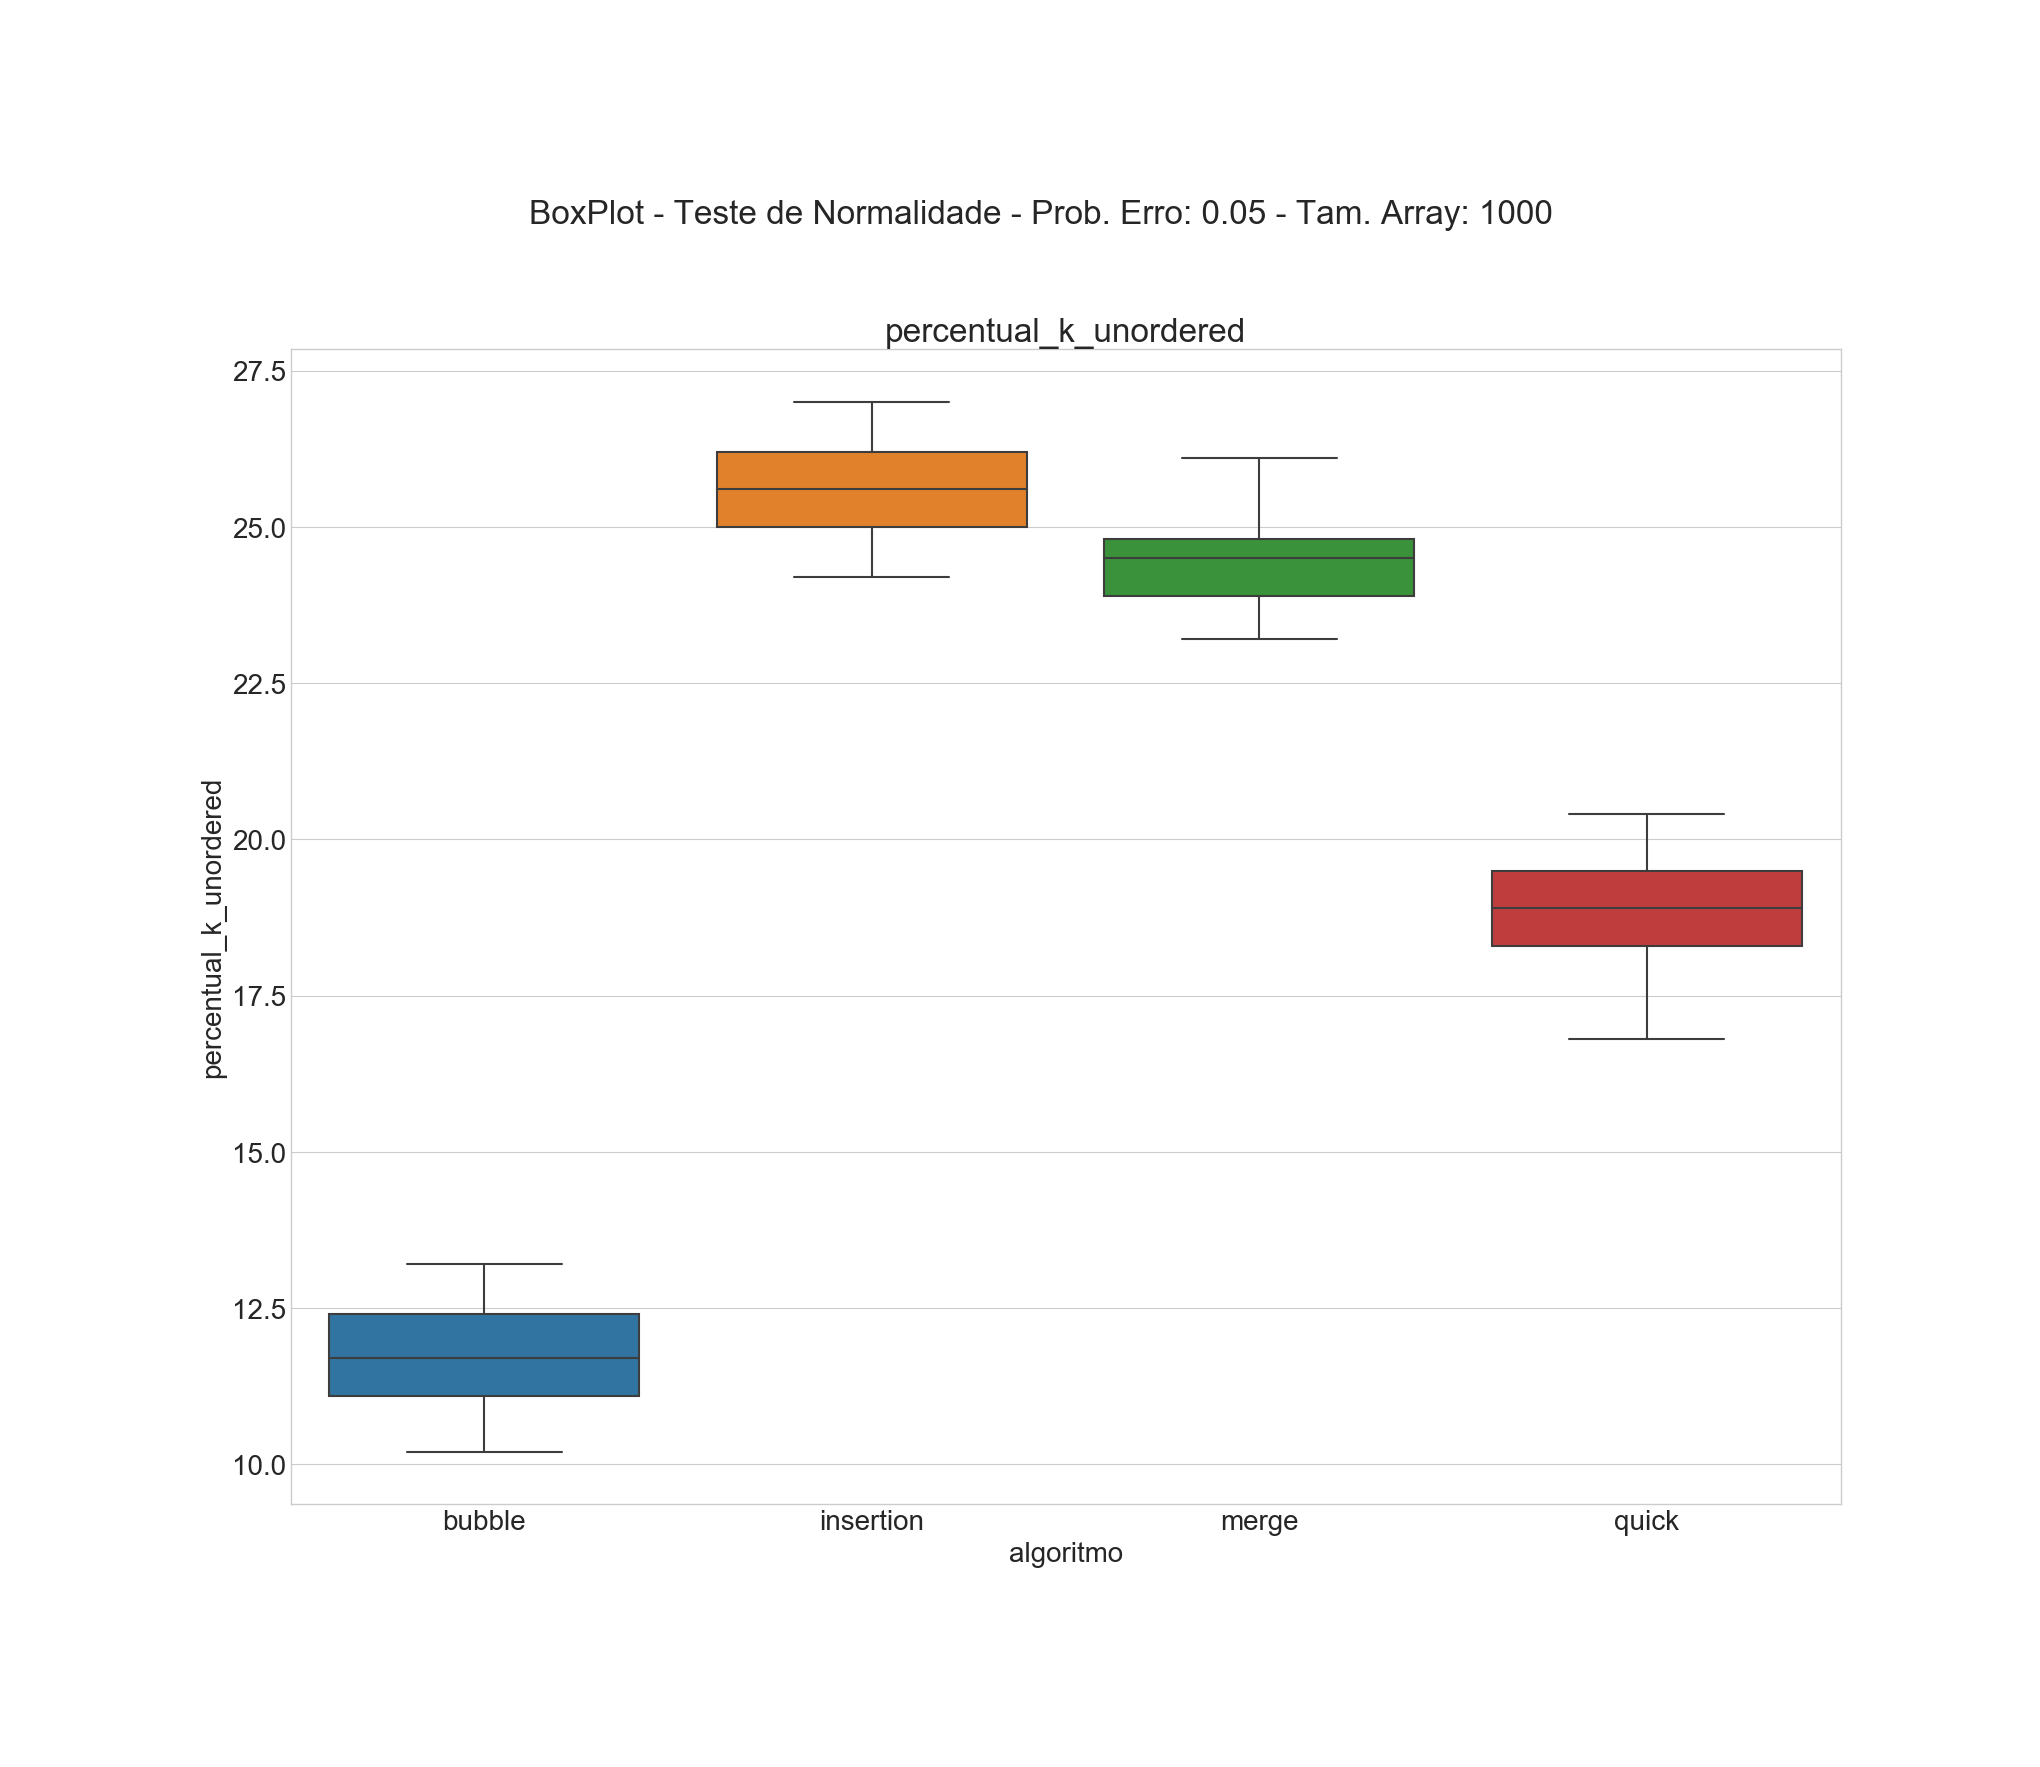 BoxPlot - Teste de Normalidade - Prob. Erro: 0.05 - Tam. Array: 1000
percentual_k_unordered
27.5
25.0
22.5
20.0
17.5
15.0
12.5
10.0
percentual_k_unordered
bubble insertion merge quick
algoritmo